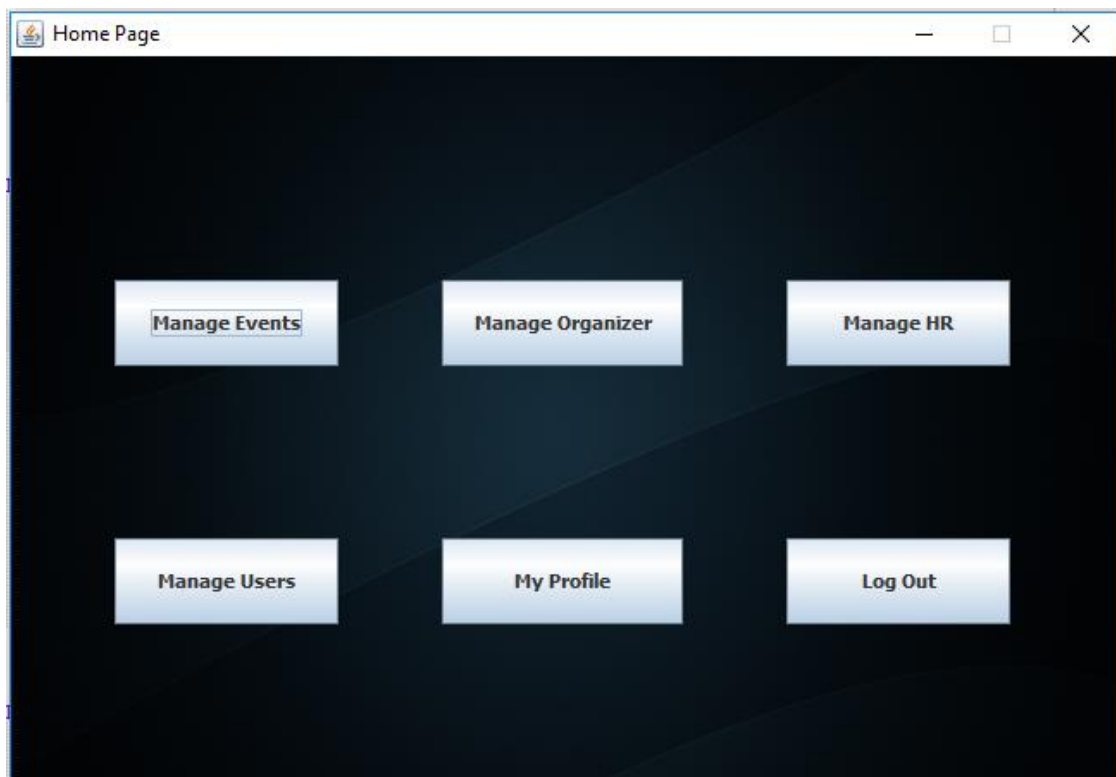 Home Page
Manage Events
Manage Organizer
Manage HR
Manage Users
My Profile
Log Out